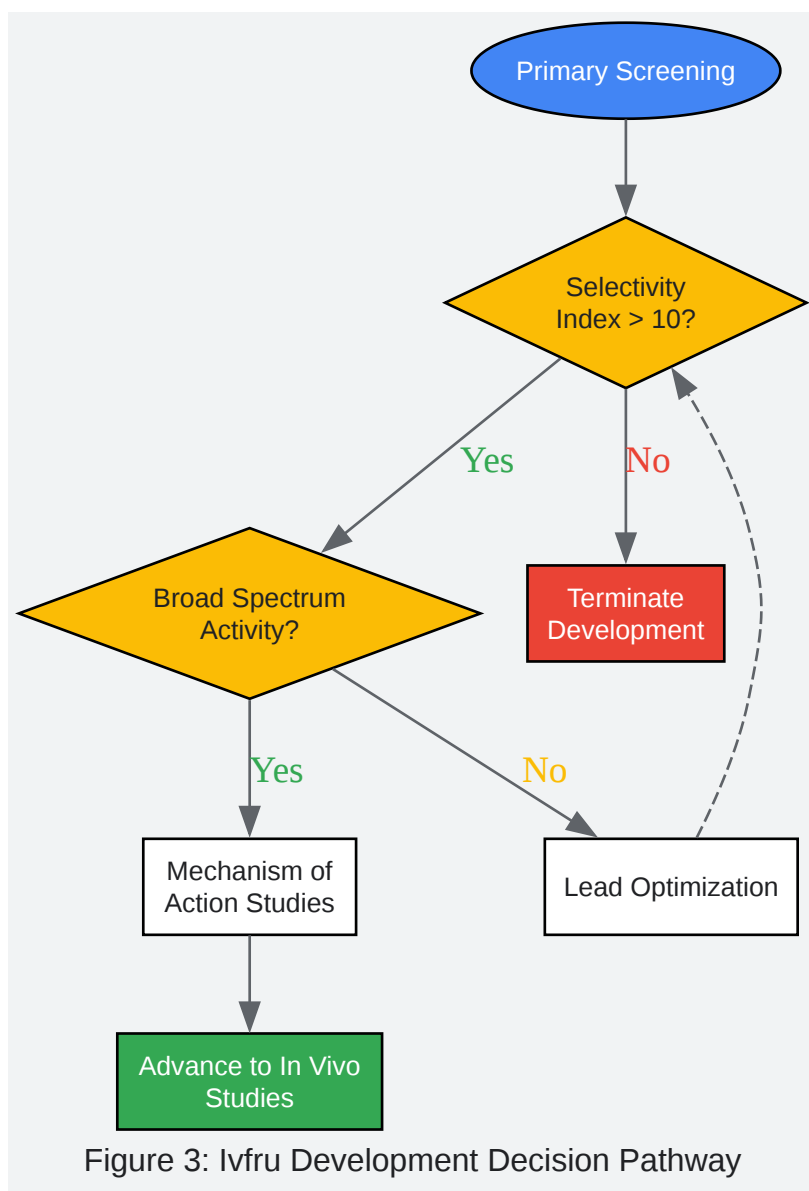 Primary Screening
Selectivity
Index > 10?
Yes
No
Broad Spectrum
Activity?
Terminate
Development
Yes
No
Mechanism of
Action Studies
Lead Optimization
Advance to In Vivo
Studies
Figure 3: Ivfru Development Decision Pathway